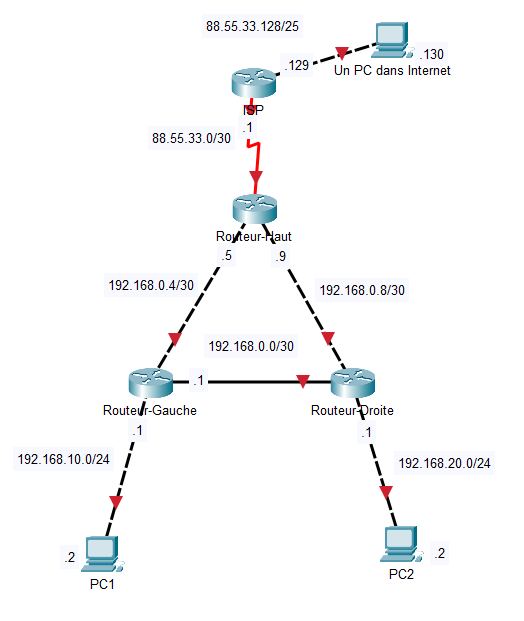 88.55.33.128/25
.130
.129
Un PC dans Internet
ISP
.1
88.55.33.0/30
Routeur-Haut
.5
.9
192.168.0.4/30
192.168.0.8/30
192.168.0.0/30
.1
Routeur-Gauche
Routeur-Droite
.1
.1
192.168.10.0/24
192.168.20.0/24
.2
.2
PC1
PC2